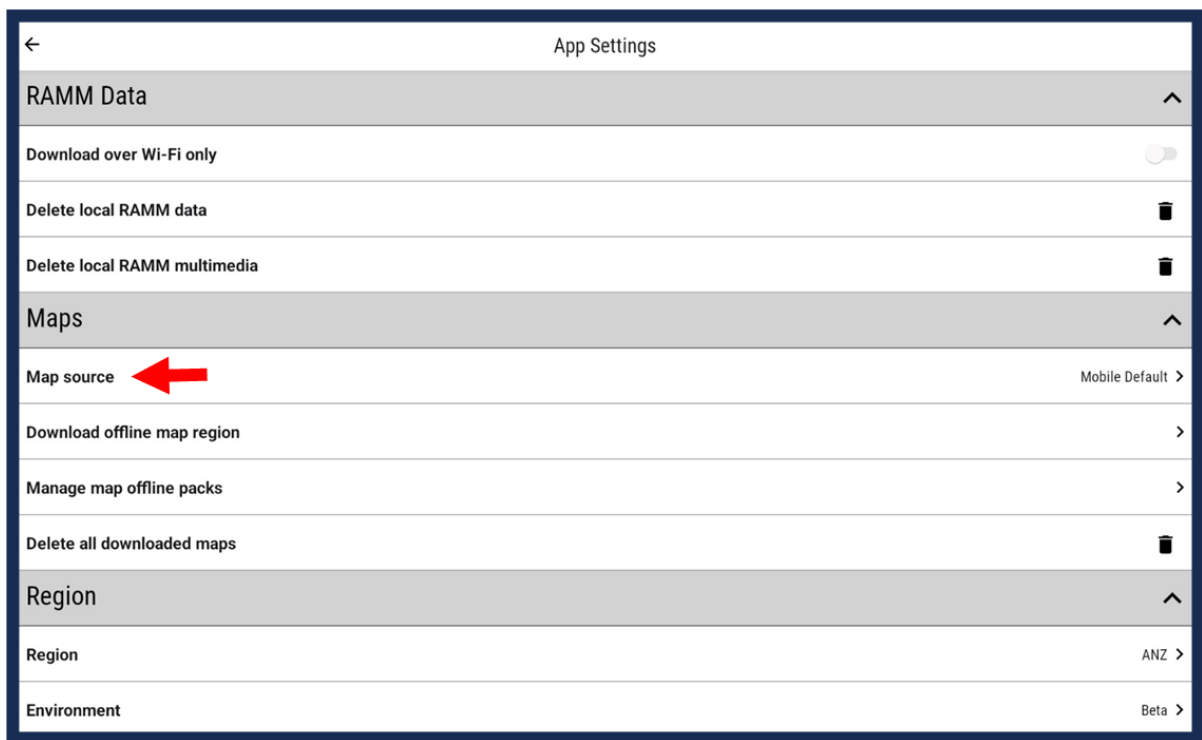 App Settings
RAMM Data
Download over Wi-Fi only
Delete local RAMM data
Delete local RAMM multimedia
Maps
Map source Mobile Default
Download offline map region
Manage map offline packs
Delete all downloaded maps
Region
Region ANZ
Environment Beta